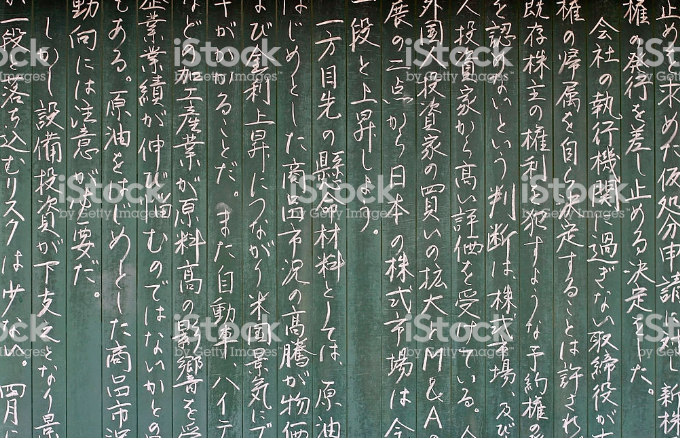 止めを求めた仮処分申請に対し新株
権の発行を差し止める決定をした。
会社の執行機関に過ぎない取締役が
権の帰属を自ら決定することは許され
既存株主の権利を犯すような予約権の
を認めないという判断は、株式市場、及び
人投資家から高い評価を受けている。
外国人投資家の買いの拡大とM&A
展の二点から日本の株式市場は今
一段と上昇しよう。
一方目先の懸念材料としては、原油
はじめとした商品市況の高騰が物価
よび金利上昇につながり米国景気にブ
キがかかることだ。また自動車、ハイテ
などの加工産業が原料高の影響を受
企業業績が伸び悩むのではないかとの
もある。原油をはじめとした商品市況
動向には注意が必要だ。
しかし設備投資が下支えとなり景
一段落ち込むリスクは少ない。四月
iStock
by Getty Images